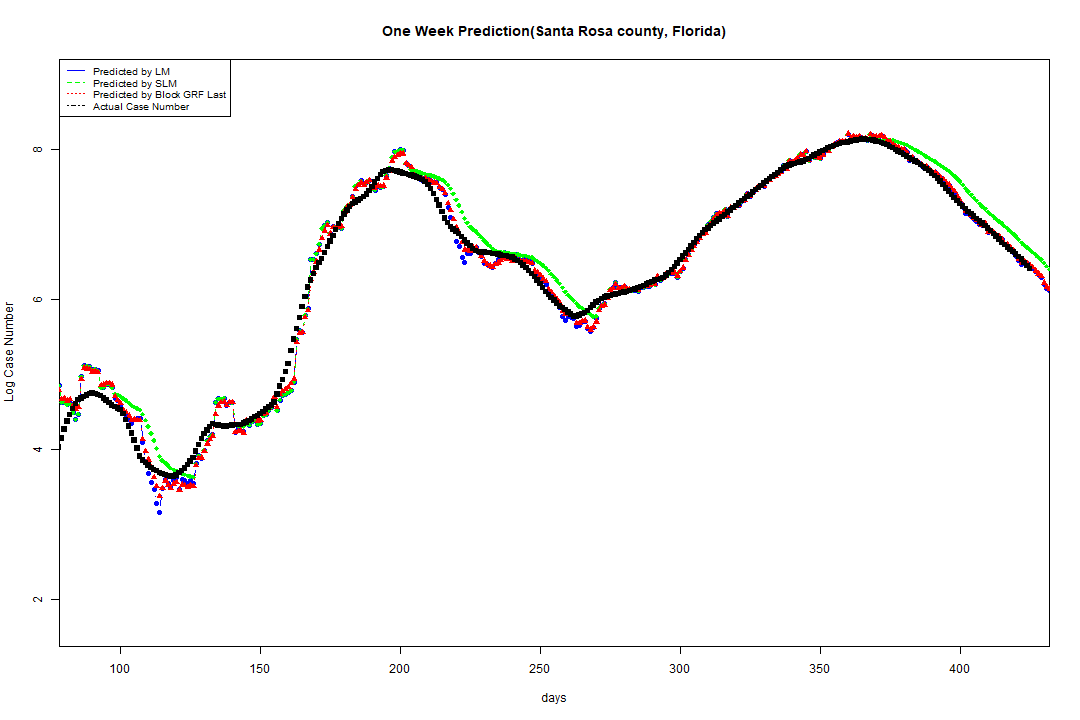 One Week Prediction(Santa Rosa county, Florida)
Predicted by LM
Predicted by SLM
Predicted by Block GRF Last
Actual Case Number
8
6
4
2
Log Case Number
100 150 200 250 300 350 400
days